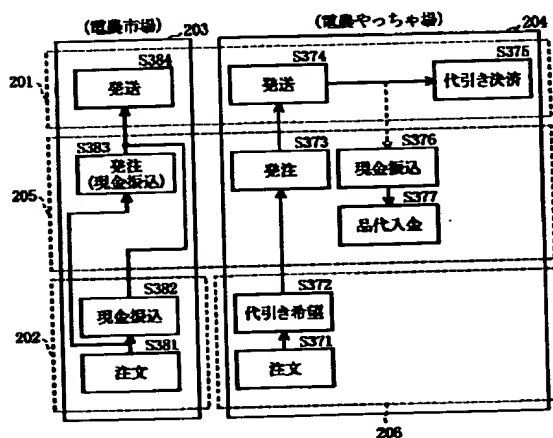 (電農市場)
203
(電農やっちゃ場)
204
S384
S374
S375
201
発送
発送
代引き決済
S383
S373
S376
発注
(現金振込)
発注
現金振込
205
S377
品代入金
S382
S372
現金振込
代引き希望
202
S381
S371
注文
注文
206